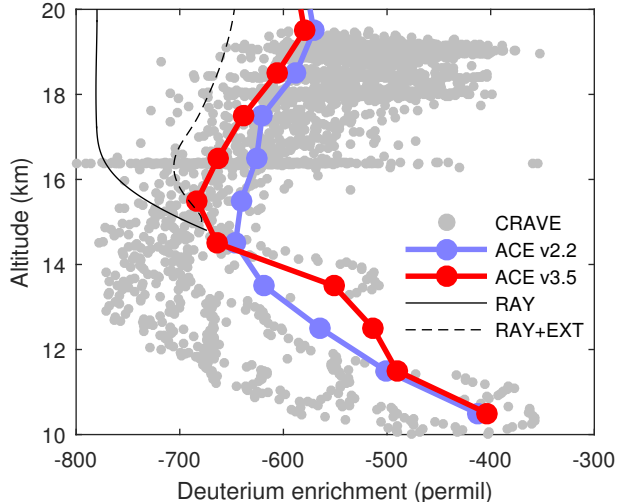 20
18
16
14
12
10
Altitude (km)
CRAVE
ACE v2.2
ACE v3.5
RAY
RAY+EXT
-800 -700 -600 -500 -400 -300
Deuterium enrichment (permil)